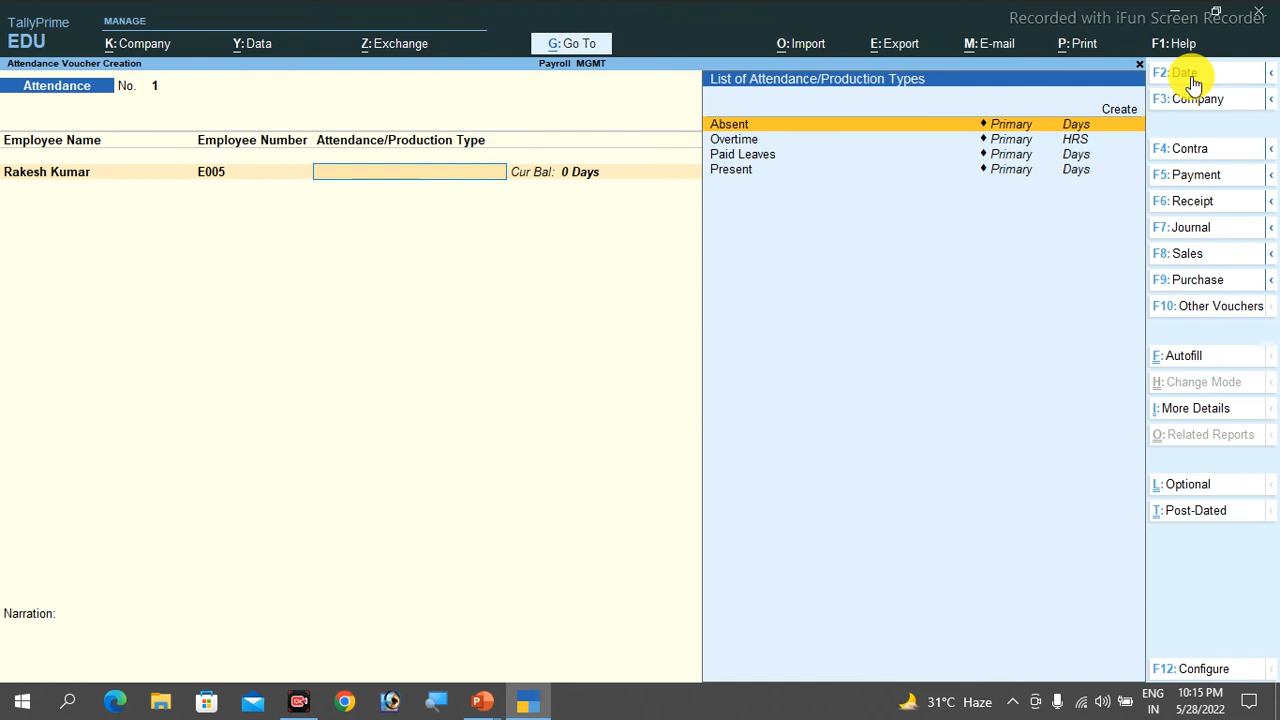 TallyPrime
MANAGE
Recorded with iFun Screen Recorder
EDU
K: Company
Y: Data
Z: Exchange
G: Go To
O: Import
E: Export
M: E-mail
P: Print
F1: Help
Attendance Voucher Creation
Payroll MGMT
×
Attendance No. 1
List of Attendance/Production Types
Create
Employee Name Employee Number Attendance/Production Type
Absent ♦ Primary Days
Overtime HRS
Paid Leaves Days
Present ♦ Primary Days
Rakesh Kumar E005 Cur Bal: 0 Days
Narration:
F2: Date
F3: Company
F4: Contra
F5: Payment
F6: Receipt
F7: Journal
F8: Sales
F9: Purchase
F10: Other Vouchers
F: Autofill
H: Change Mode
I: More Details
O: Related Reports
L: Optional
T: Post-Dated
F12: Configure
31°C Haze
ENG
IN
10:15 PM
5/28/2022